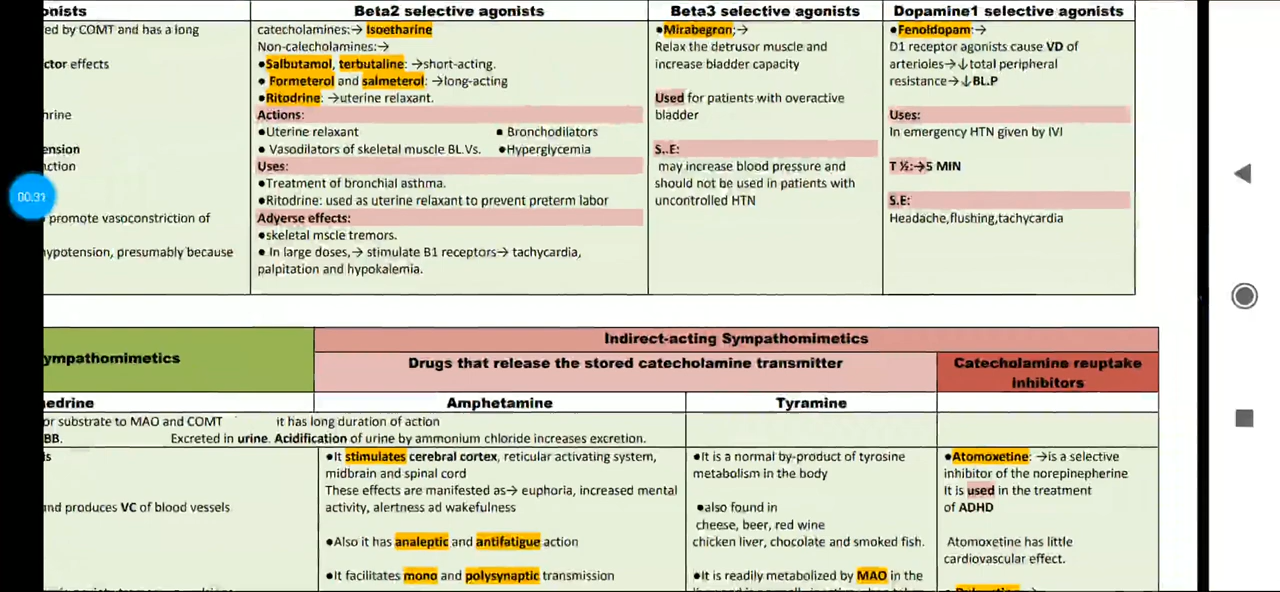 onists
ed by COMT and has a long
ctor effects
hrine
ension
ction
promote vasoconstriction of
ypotension, presumably because
Beta2 selective agonists
catecholamines:→ Isoetharine
Non-catecholamines:→
●Salbutamol, terbutaline: →short-acting.
● Formeterol and salmeterol: →long-acting
●Ritodrine: →uterine relaxant.
Actions:
●Uterine relaxant ● Bronchodilators
● Vasodilators of skeletal muscle BL.Vs. ●Hyperglycemia
Uses:
●Treatment of bronchial asthma.
●Ritodrine: used as uterine relaxant to prevent preterm labor
Adverse effects:
●skeletal mscle tremors.
● In large doses,→ stimulate B1 receptors→ tachycardia,
palpitation and hypokalemia.
Beta3 selective agonists
●Mirabegron:→
Relax the detrusor muscle and
increase bladder capacity
Used for patients with overactive
bladder
S..E:
may increase blood pressure and
should not be used in patients with
uncontrolled HTN
Dopamine1 selective agonists
●Fenoldopam:→
D1 receptor agonists cause VD of
arterioles→↓total peripheral
resistance→↓BL.P
Uses:
In emergency HTN given by IVI
T ½:→5 MIN
S.E:
Headache,flushing,tachycardia
00:31
ympathomimetics
Indirect-acting Sympathomimetics
Drugs that release the stored catecholamine transmitter
Catecholamine reuptake
inhibitors
edrine
Amphetamine
Tyramine
or substrate to MAO and COMT it has long duration of action
BB. Excreted in urine. Acidification of urine by ammonium chloride increases excretion.
is
nd produces VC of blood vessels
●It stimulates cerebral cortex, reticular activating system,
midbrain and spinal cord
These effects are manifested as→ euphoria, increased mental
activity, alertness ad wakefulness
●Also it has analeptic and antifatigue action
●It facilitates mono and polysynaptic transmission
●It is a normal by-product of tyrosine
metabolism in the body
●also found in
cheese, beer, red wine
chicken liver, chocolate and smoked fish.
●It is readily metabolized by MAO in the
●Atomoxetine: →is a selective
inhibitor of the norepinepherine
It is used in the treatment
of ADHD
Atomoxetine has little
cardiovascular effect.